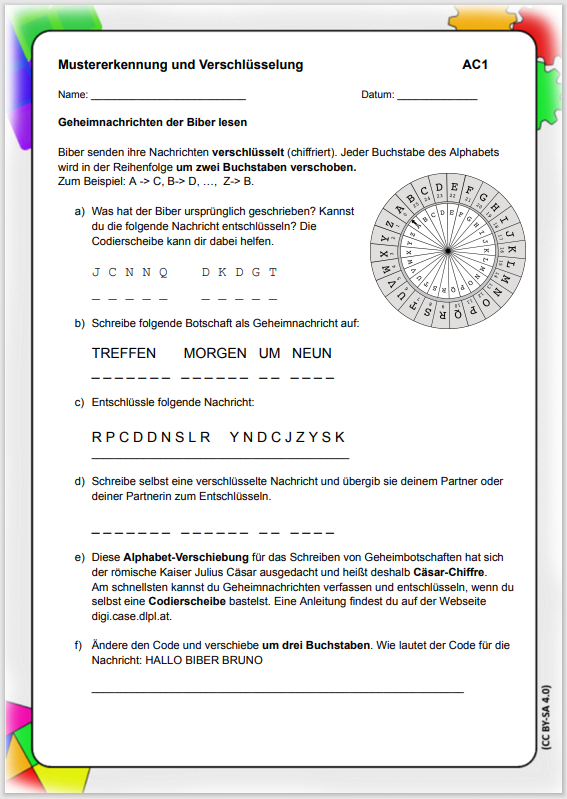 Mustererkennung und Verschlüsselung AC1
Name: __________________________ Datum: ______________
Geheimnachrichten der Biber lesen
Biber senden ihre Nachrichten verschlüsselt (chiffriert). Jeder Buchstabe des Alphabets
wird in der Reihenfolge um zwei Buchstaben verschoben.
Zum Beispiel: A -> C, B-> D, …, Z-> B.
a) Was hat der Biber ursprünglich geschrieben? Kannst
du die folgende Nachricht entschlüsseln? Die
Codierscheibe kann dir dabei helfen.
J C N N Q D K D G T
_ _ _ _ _ _ _ _ _ _
b) Schreibe folgende Botschaft als Geheimnachricht auf:
TREFFEN MORGEN UM NEUN
_ _ _ _ _ _ _ _ _ _ _ _ _ _ _ _ _ _ _
c) Entschlüssle folgende Nachricht:
R P C D D N S L R Y N D C J Z Y S K
d) Schreibe selbst eine verschlüsselte Nachricht und übergib sie deinem Partner oder
deiner Partnerin zum Entschlüsseln.
_ _ _ _ _ _ _ _ _ _ _ _ _ _ _ _ _ _ _
e) Diese Alphabet-Verschiebung für das Schreiben von Geheimbotschaften hat sich
der römische Kaiser Julius Cäsar ausgedacht und heißt deshalb Cäsar-Chiffre.
Am schnellsten kannst du Geheimnachrichten verfassen und entschlüsseln, wenn du
selbst eine Codierscheibe bastelst. Eine Anleitung findest du auf der Webseite
digi.case.dlpl.at.
f) Ändere den Code und verschiebe um drei Buchstaben. Wie lautet der Code für die
Nachricht: HALLO BIBER BRUNO
(CC BY-SA 4.0)
A B C D E F G H I J K L M N O P Q R S T U V W X Y Z